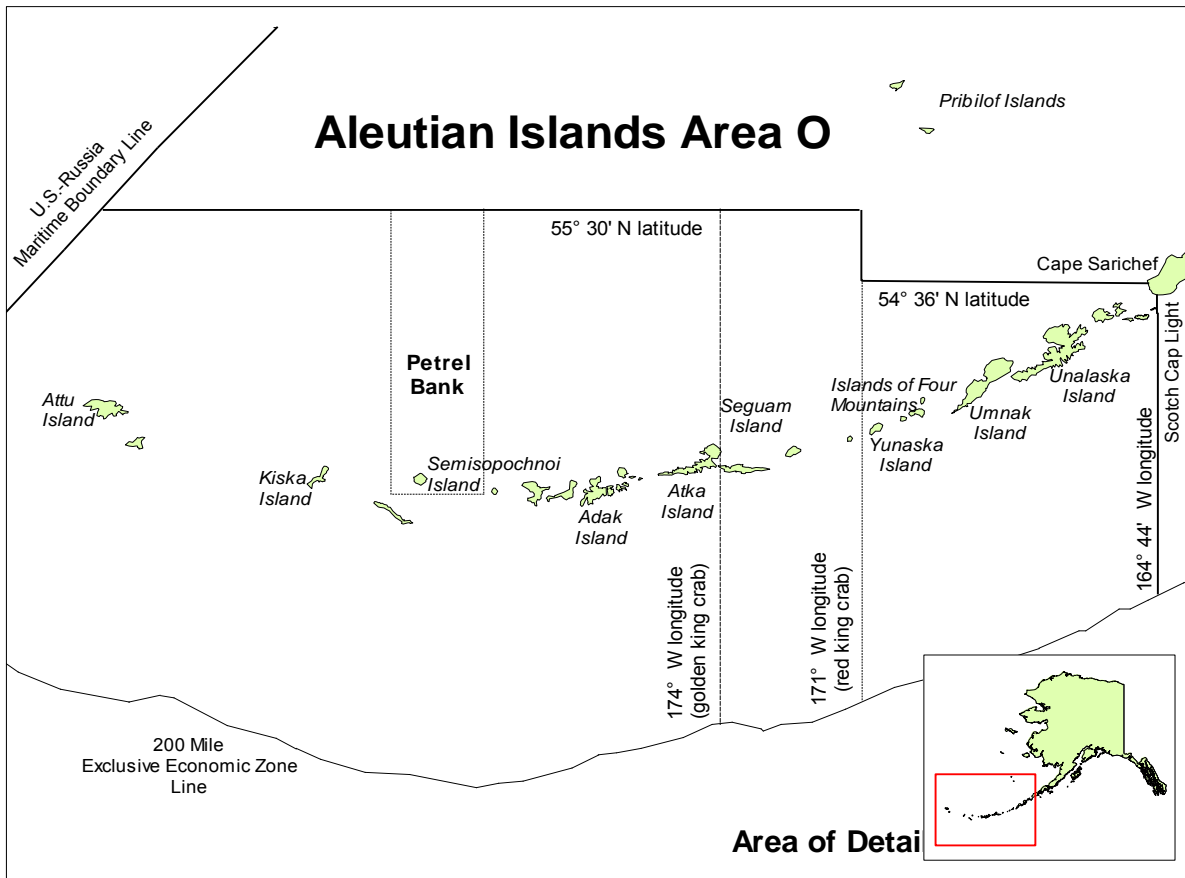 U.S.-Russia
Maritime Boundary Line
Aleutian Islands Area O
Pribilof Islands
55° 30' N latitude
Cape Sarichef
54° 36' N latitude
Scotch Cap Light
164° 44' W longitude
Petrel
Bank
Attu
Island
Kiska
Island
Semisopochnoi
Island
Adak
Island
Atka
Island
Seguam
Island
Islands of Four
Mountains
Yunaska
Island
Umnak
Island
Unalaska
Island
174° W longitude
(golden king crab)
171° W longitude
(red king crab)
200 Mile
Exclusive Economic Zone
Line
Area of Detai